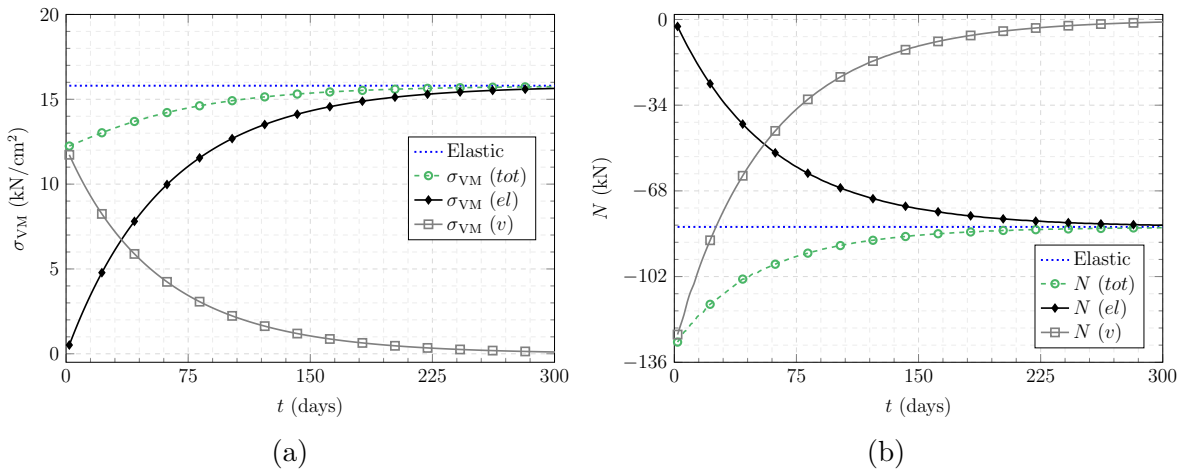 20
15
10
5
0
σVM (kN/cm²)
0 75 150 225 300
t (days)
Elastic
σVM (tot)
σVM (el)
σVM (v)
(a)
0
−34
−68
−102
−136
N (kN)
0 75 150 225 300
t (days)
Elastic
N (tot)
N (el)
N (v)
(b)